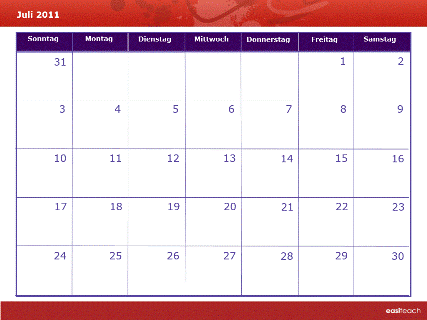 Juli 2011
Sonntag Montag Dienstag Mittwoch Donnerstag Freitag Samstag
31 1 2
3 4 5 6 7 8 9
10 11 12 13 14 15 16
17 18 19 20 21 22 23
24 25 26 27 28 29 30
easiteach